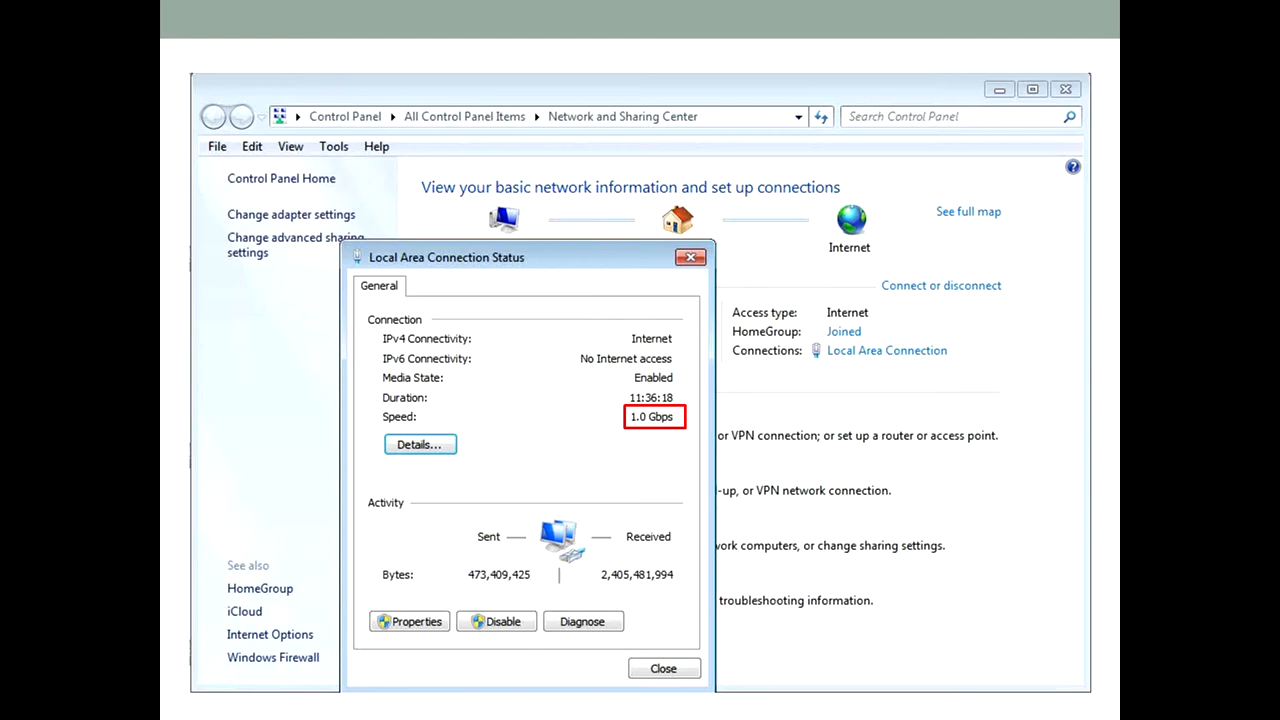 Control Panel All Control Panel Items Network and Sharing Center Search Control Panel
File Edit View Tools Help
Control Panel Home
Change adapter settings
Change advanced sharing
settings
View your basic network information and set up connections
See full map
Internet
Connect or disconnect
Access type: Internet
HomeGroup: Joined
Connections: Local Area Connection
or VPN connection; or set up a router or access point.
-up, or VPN network connection.
work computers, or change sharing settings.
troubleshooting information.
Local Area Connection Status
General
Connection
IPv4 Connectivity: Internet
IPv6 Connectivity: No Internet access
Media State: Enabled
Duration: 11:36:18
Speed: 1.0 Gbps
Details...
Activity
Sent Received
Bytes: 473,409,425 2,405,481,994
Properties Disable Diagnose
Close
See also
HomeGroup
iCloud
Internet Options
Windows Firewall